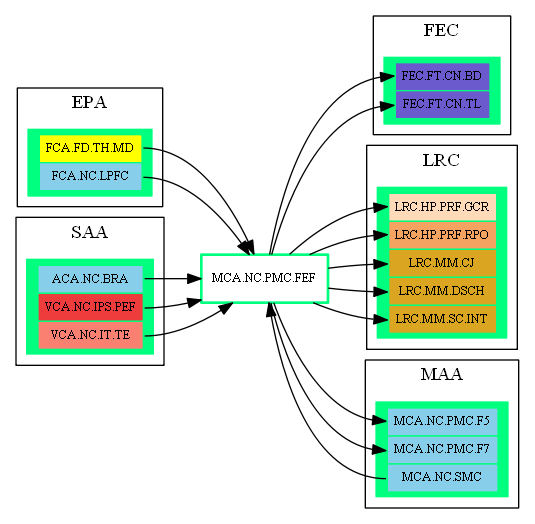 EPA
FCA.FD.TH.MD
FCA.NC.LPFC
SAA
ACA.NC.BRA
VCA.NC.IPS.PEF
VCA.NC.IT.TE
MCA.NC.PMC.FEF
FEC
FEC.FT.CN.BD
FEC.FT.CN.TL
LRC
LRC.HP.PRF.GCR
LRC.HP.PRF.RPO
LRC.MM.CJ
LRC.MM.DSCH
LRC.MM.SC.INT
MAA
MCA.NC.PMC.F5
MCA.NC.PMC.F7
MCA.NC.SMC